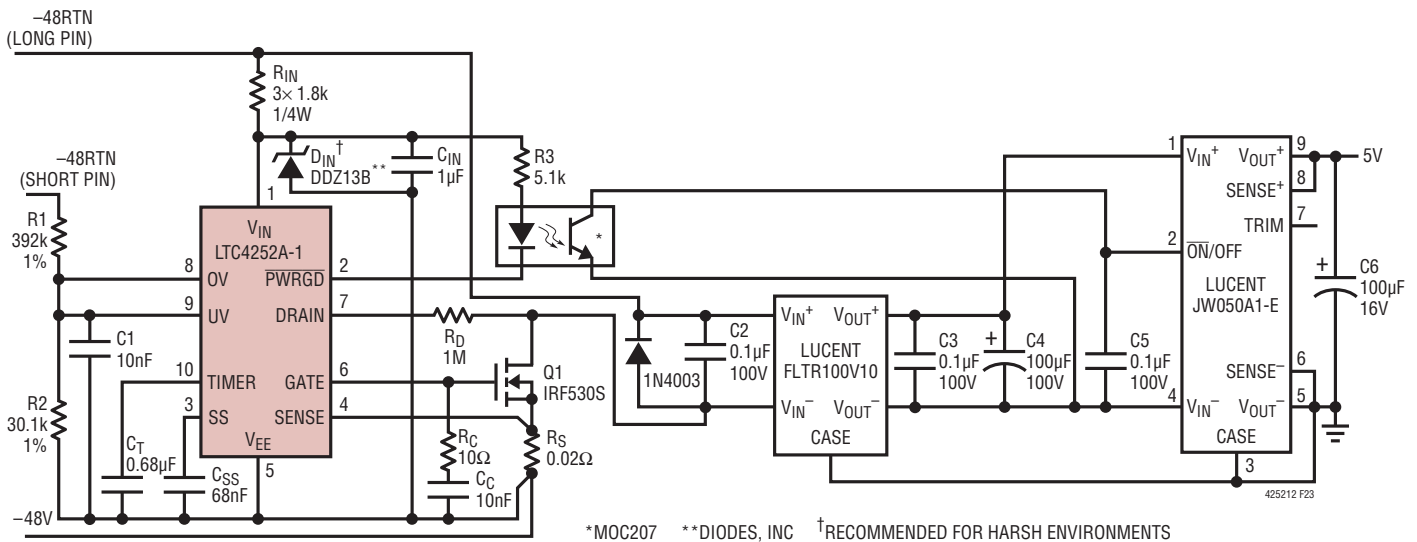 –48RTN
(LONG PIN)
RIN
3× 1.8k
1/4W
–48RTN
(SHORT PIN)
DIN†
DDZ13B**
CIN
1µF
R3
5.1k
*
R1
392k
1%
1
VIN
LTC4252A-1
8
OV
PWRGD
2
9
UV
DRAIN
7
10
TIMER
GATE
6
3
SS
SENSE
4
VEE
5
C1
10nF
R2
30.1k
1%
CT
0.68µF
CSS
68nF
–48V
RD
1M
Q1
IRF530S
RC
10Ω
CC
10nF
RS
0.02Ω
1N4003
C2
0.1µF
100V
VIN+
VOUT+
LUCENT
FLTR100V10
VIN–
VOUT–
CASE
C3
0.1µF
100V
+
C4
100µF
100V
C5
0.1µF
100V
1
VIN+
VOUT+
9
5V
SENSE+
8
TRIM
7
2
ON/OFF
LUCENT
JW050A1-E
SENSE–
6
4
VIN–
VOUT–
5
CASE
3
+
C6
100µF
16V
425212 F23
*MOC207 **DIODES, INC †RECOMMENDED FOR HARSH ENVIRONMENTS